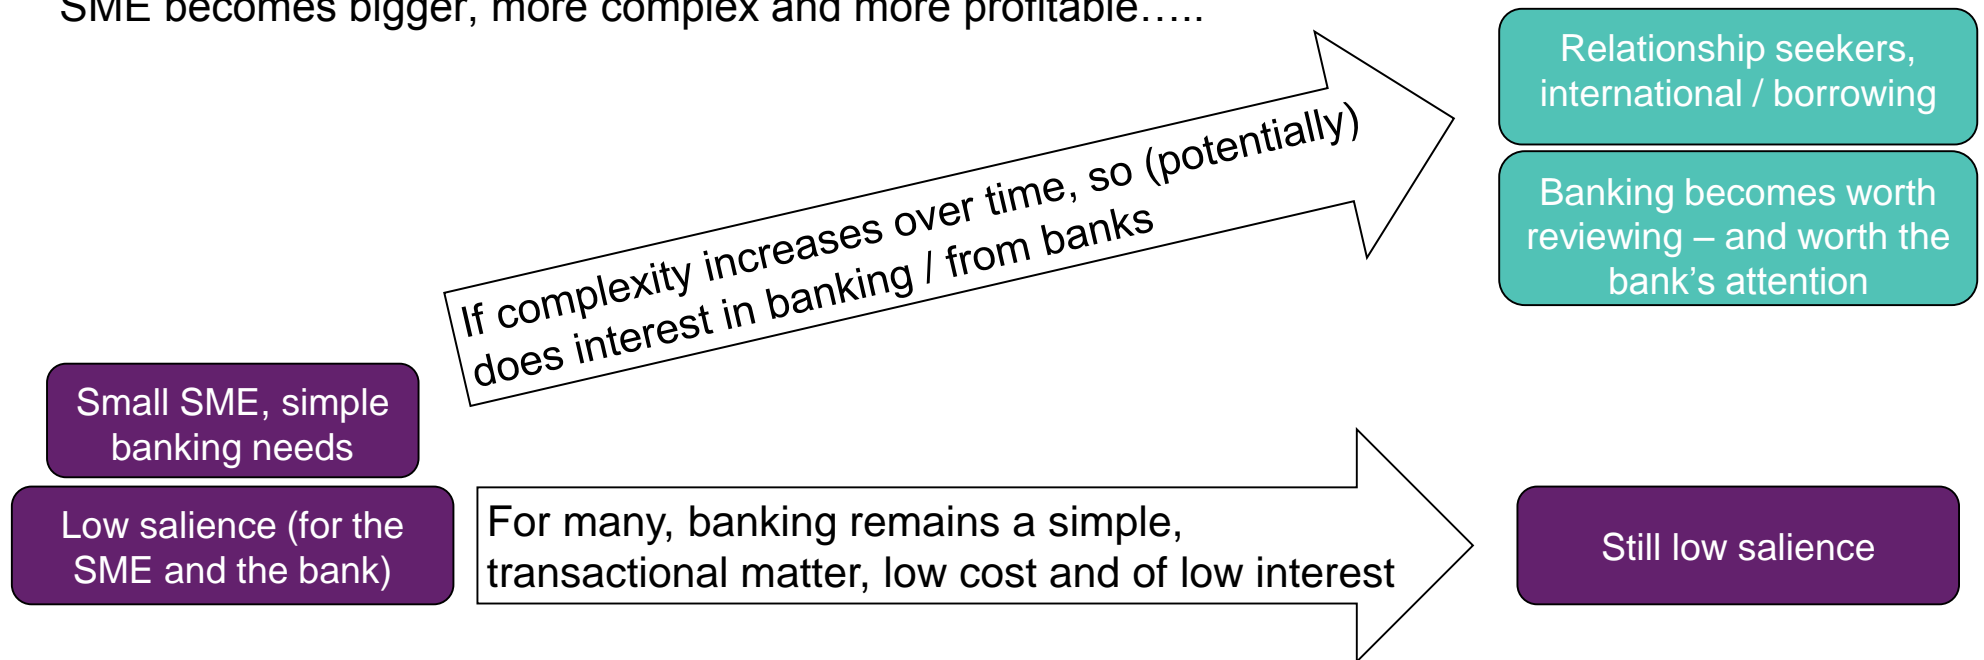 SME becomes bigger, more complex and more profitable…..
Relationship seekers,
international / borrowing
If complexity increases over time, so (potentially)
does interest in banking / from banks
Banking becomes worth
reviewing – and worth the
bank’s attention
Small SME, simple
banking needs
Low salience (for the
SME and the bank)
For many, banking remains a simple,
transactional matter, low cost and of low interest
Still low salience